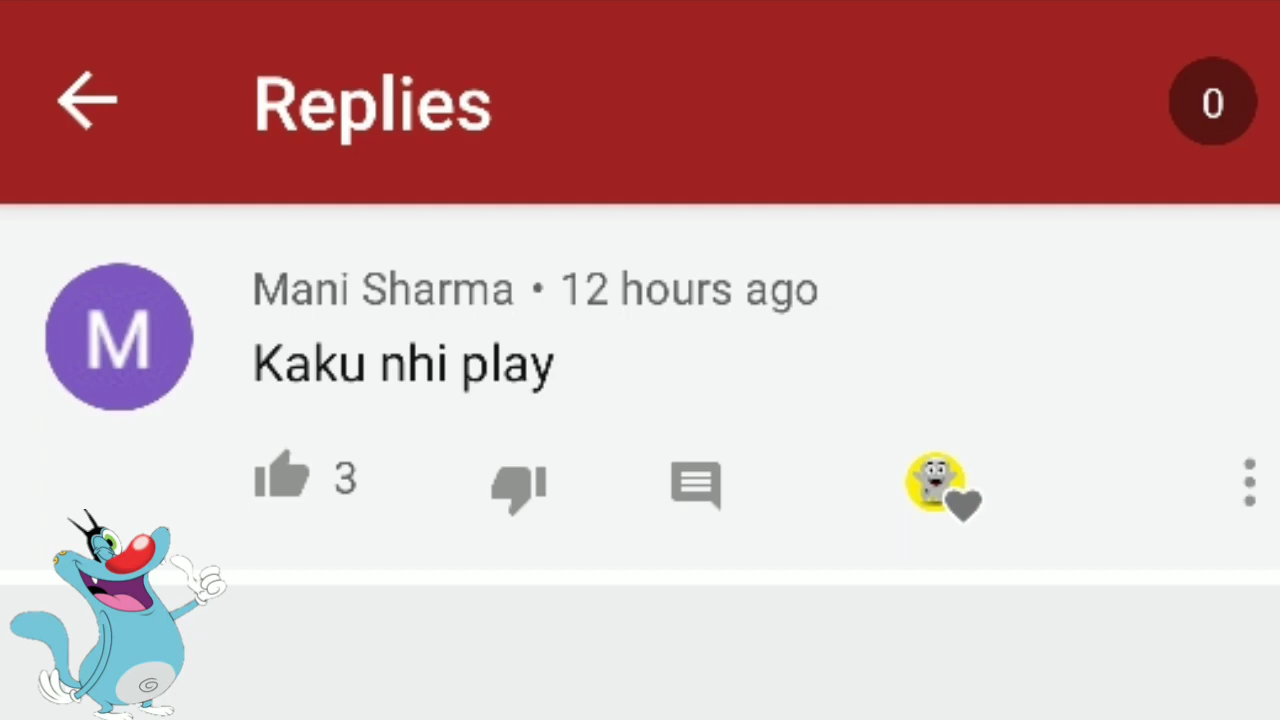 Replies
0
M
Mani Sharma • 12 hours ago
Kaku nhi play
3